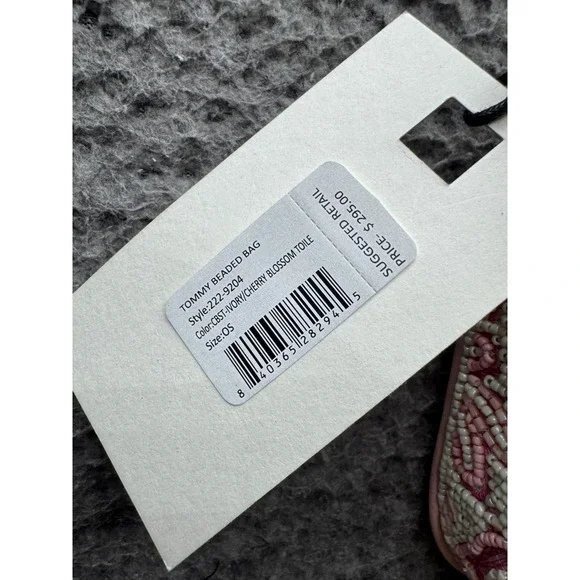 TOMMY BEADED BAG
Style:222-9204
Color:CBST-IVORY/CHERRY BLOSSOM TOILE
Size:OS
8 40365 28294 5
SUGGESTED RETAIL
PRICE- $ 295.00